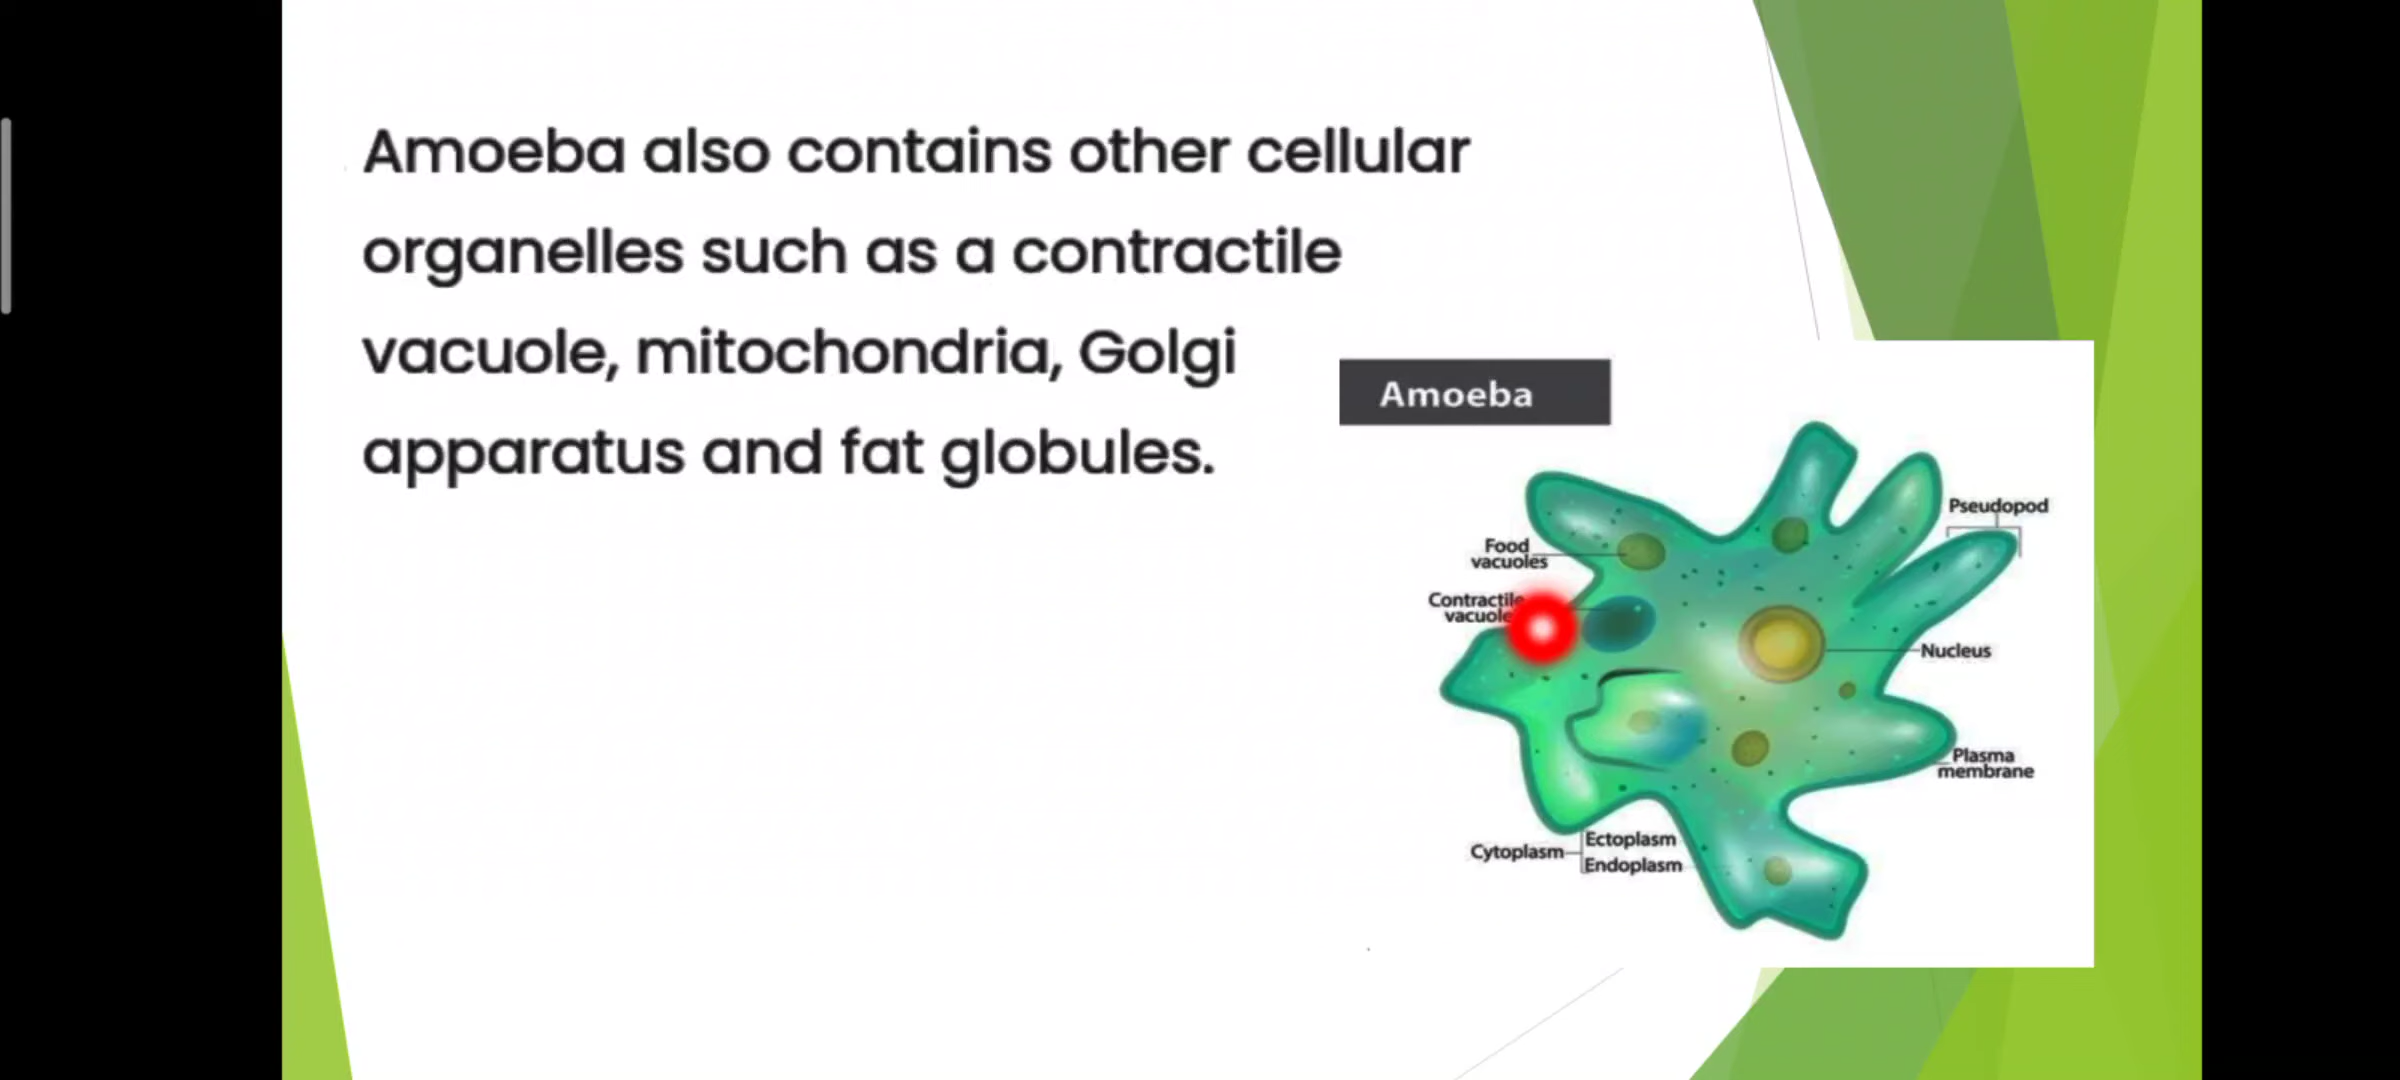 Amoeba also contains other cellular
organelles such as a contractile
vacuole, mitochondria, Golgi
apparatus and fat globules.
Amoeba
Pseudopod
Food
vacuoles
Contractile
vacuole
Nucleus
Plasma
membrane
Cytoplasm
Ectoplasm
Endoplasm